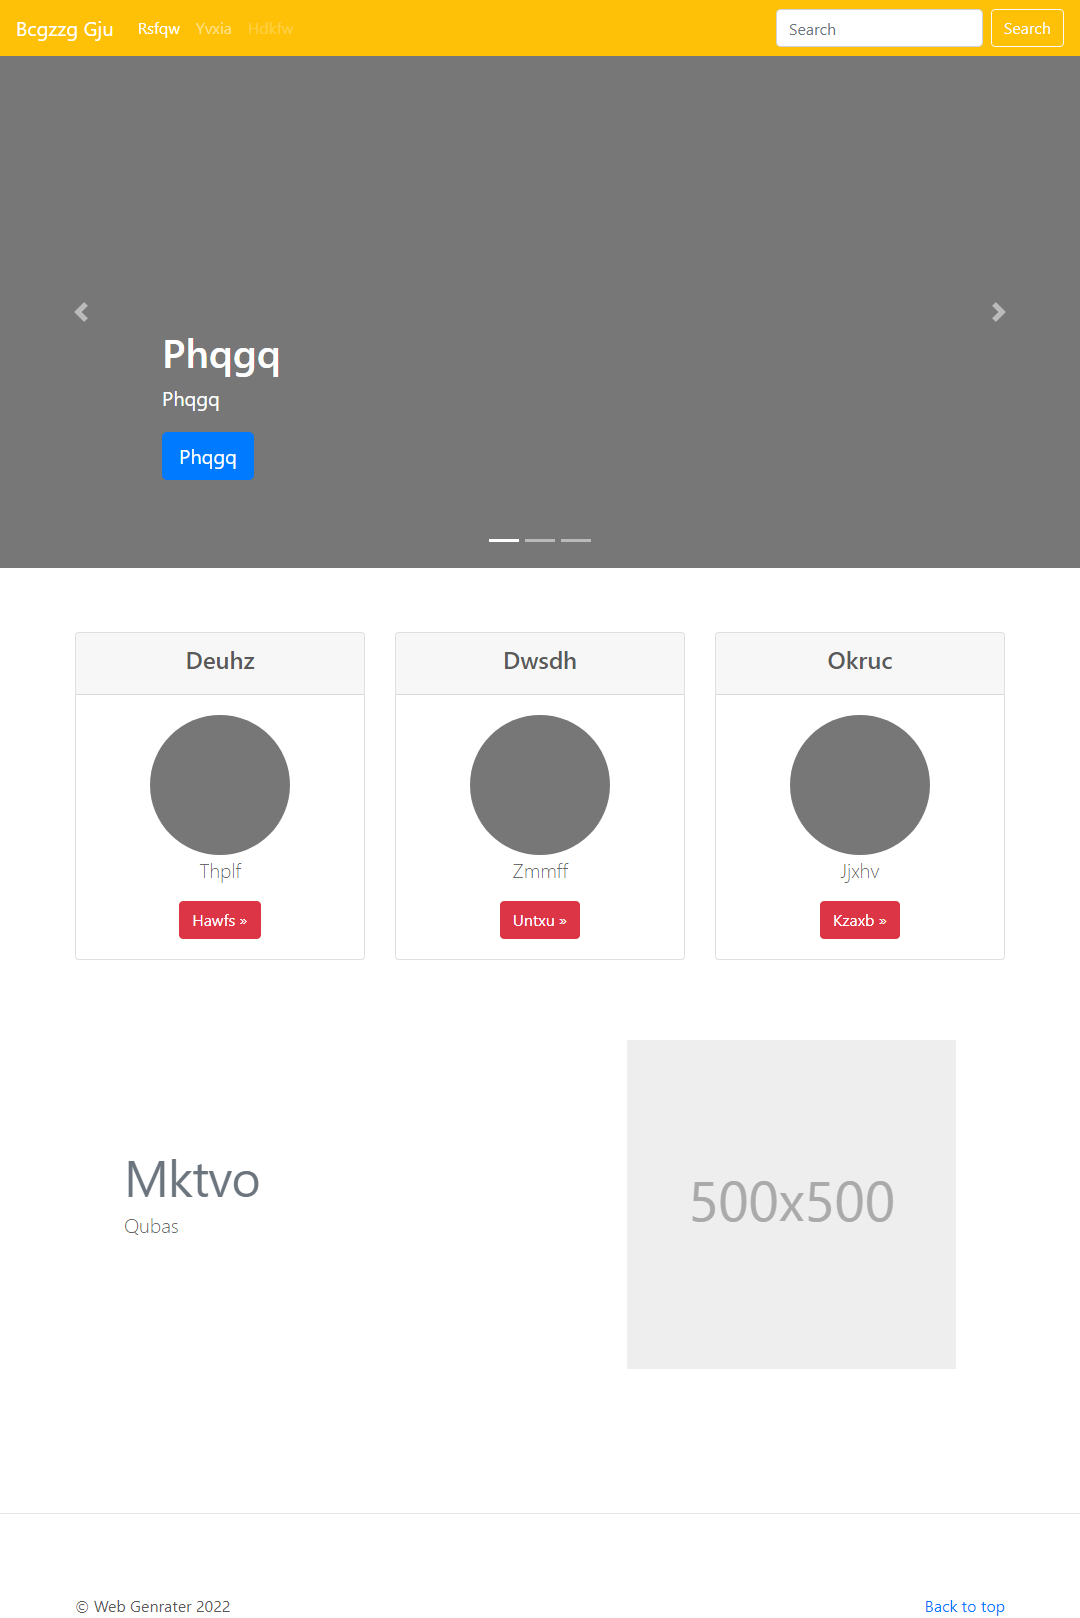 Bcgzzg Gju Rsfqw Yvxia Hdkfw Search Search
Phqgq
Phqgq
Phqgq
Deuhz Dwsdh Okruc
Thplf Zmmff Jjxhv
Hawfs » Untxu » Kzaxb »
Mktvo
Qubas
500x500
© Web Genrater 2022 Back to top